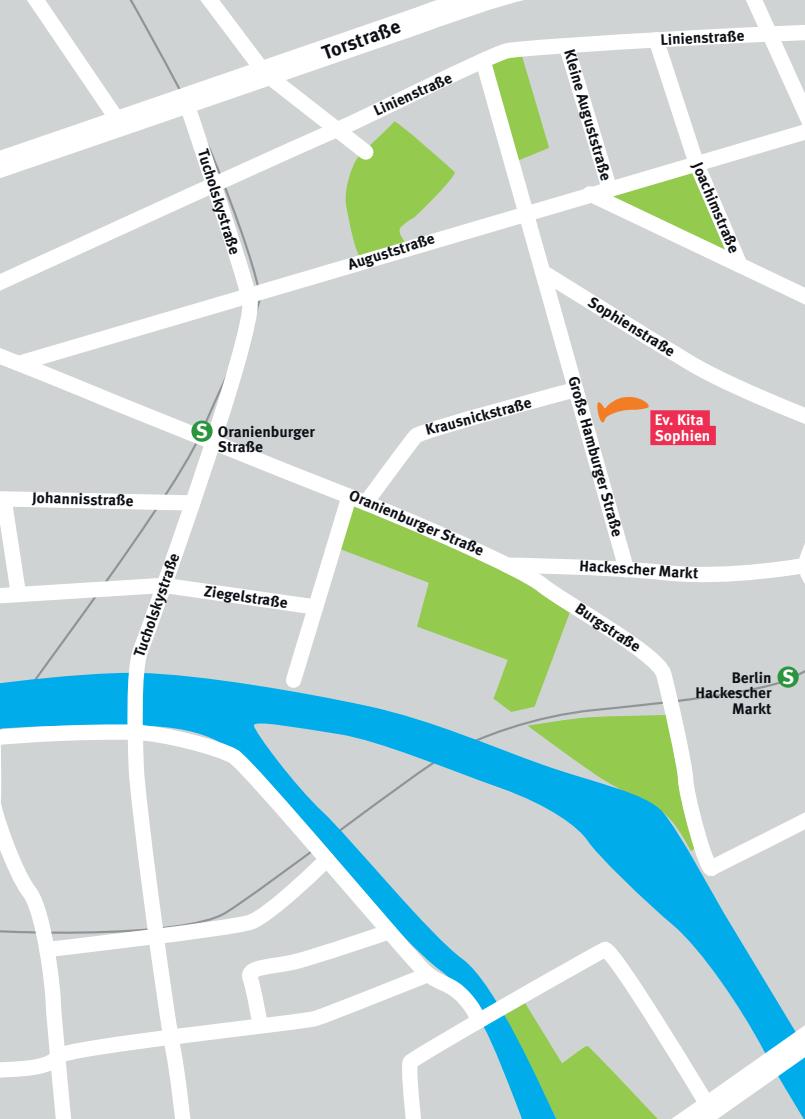 Torstraße
Linienstraße
Linienstraße
Kleine Auguststraße
Tucholskystraße
Joachimstraße
Auguststraße
Sophienstraße
Große Hamburger Straße
Krausnickstraße
Ev. Kita
Sophien
S
Oranienburger
Straße
Johannisstraße
Oranienburger Straße
Hackescher Markt
Tucholskystraße
Ziegelstraße
Burgstraße
S
Berlin
Hackescher
Markt